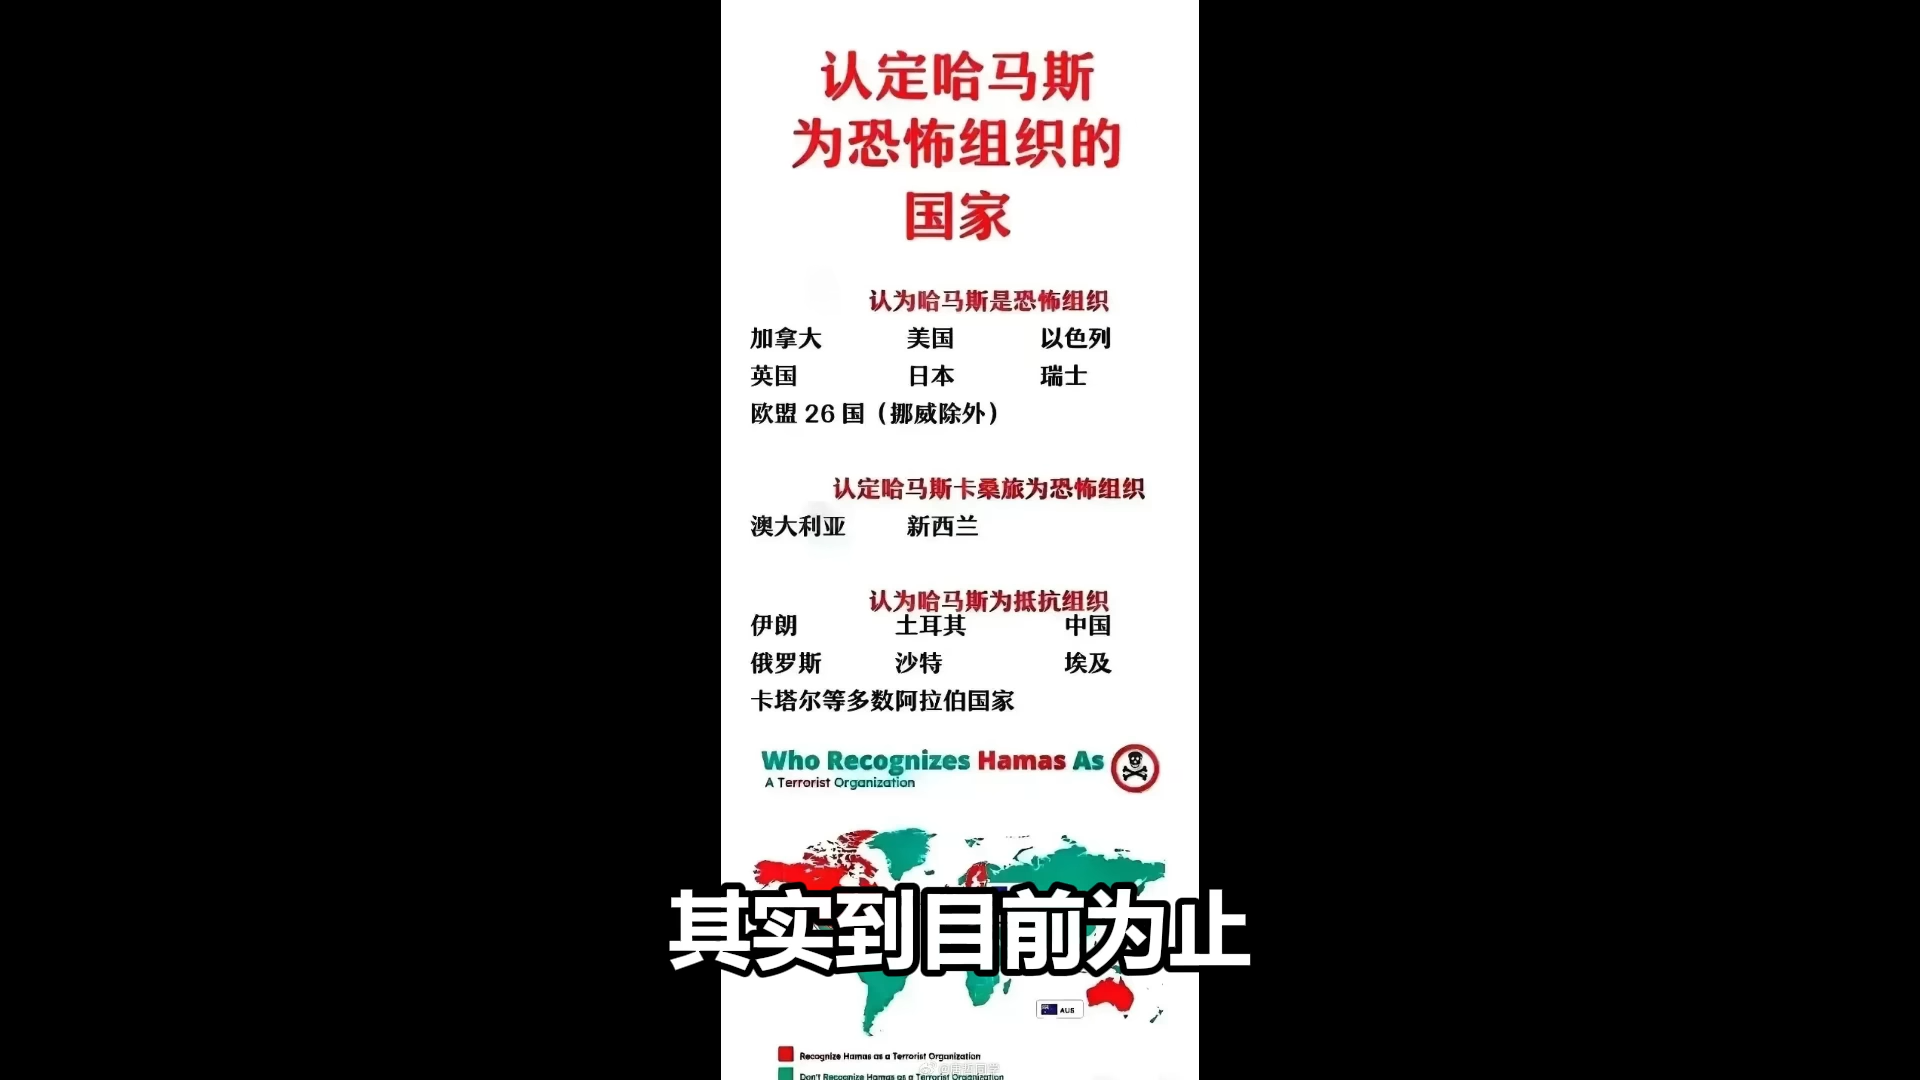 认定哈马斯
为恐怖组织的
国家
认为哈马斯是恐怖组织
加拿大 美国 以色列
英国 日本 瑞士
欧盟 26 国（挪威除外）
认定哈马斯卡桑旅为恐怖组织
澳大利亚 新西兰
认为哈马斯为抵抗组织
伊朗 土耳其 中国
俄罗斯 沙特 埃及
卡塔尔等多数阿拉伯国家
Who Recognizes Hamas As
A Terrorist Organization
其实到目前为止
AUS
Recognize Hamas as a Terrorist Organization
Don't Recognize Hamas as a Terrorist Organization